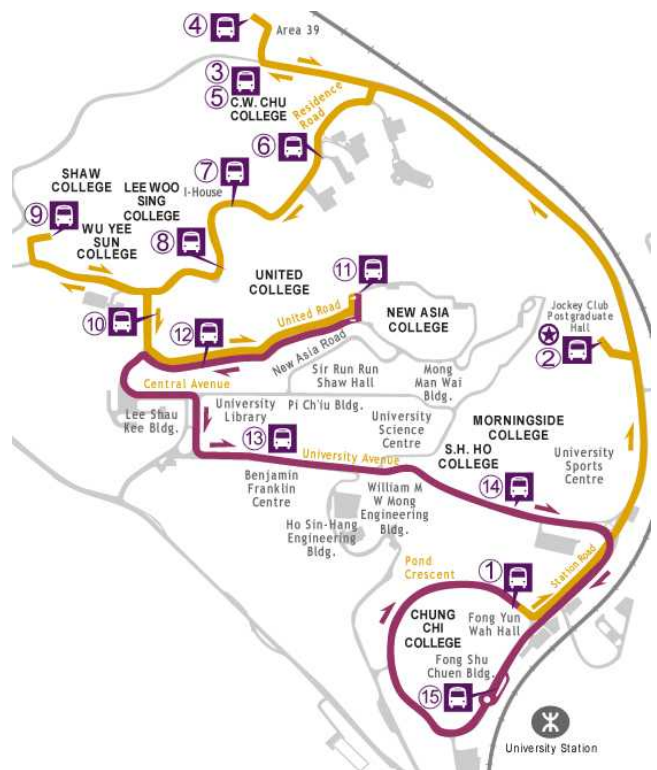 ④
Area 39
③
⑤
C.W. CHU
COLLEGE
Residence
Road
⑥
SHAW
COLLEGE
⑦
LEE WOO
SING
COLLEGE
I-House
⑨
WU YEE
SUN
COLLEGE
⑧
UNITED
COLLEGE
⑪
NEW ASIA
COLLEGE
Jockey Club
Postgraduate
Hall
②
⑩
⑫
United Road
New Asia Road
Central Avenue
Sir Run Run
Shaw Hall
Mong
Man Wai
Bldg.
Lee Shau
Kee Bldg.
University
Library
Pi Ch'iu Bldg.
University
Science
Centre
MORNINGSIDE
COLLEGE
S.H. HO
COLLEGE
University
Sports
Centre
⑬
University Avenue
⑭
Benjamin
Franklin
Centre
William M
W Mong
Engineering
Bldg.
Ho Sin-Hang
Engineering
Bldg.
Pond
Crescent
①
Station Road
CHUNG
CHI
COLLEGE
Fong Yun
Wah Hall
Fong Shu
Chuen Bldg.
⑮
University Station